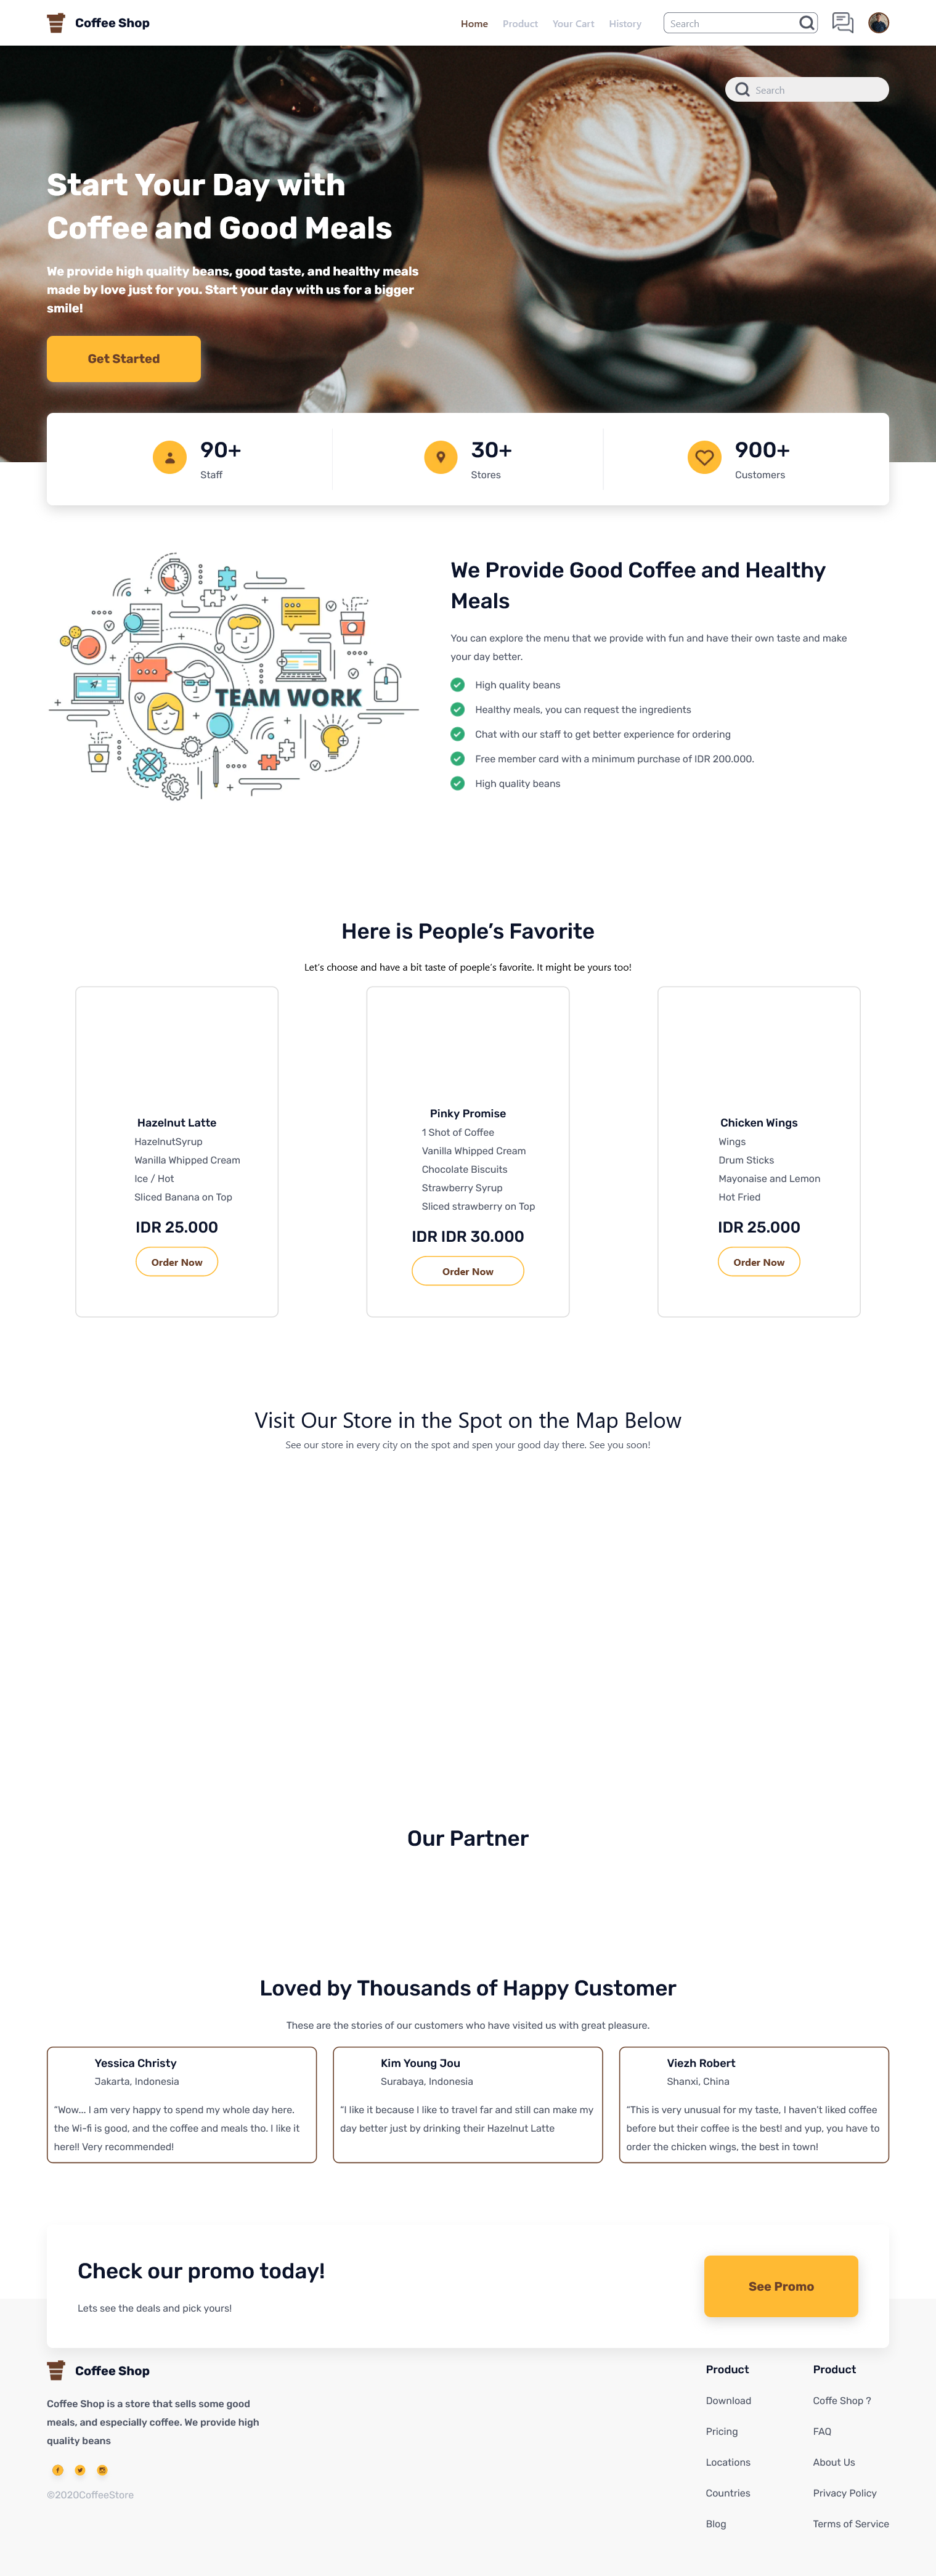 Coffee Shop
Home
Product
Your Cart
History
Search
Search
Start Your Day with
Coffee and Good Meals
We provide high quality beans, good taste, and healthy meals
made by love just for you. Start your day with us for a bigger
smile!
Get Started
90+
Staff
30+
Stores
900+
Customers
TEAM WORK
We Provide Good Coffee and Healthy
Meals
You can explore the menu that we provide with fun and have their own taste and make
your day better.
High quality beans
Healthy meals, you can request the ingredients
Chat with our staff to get better experience for ordering
Free member card with a minimum purchase of IDR 200.000.
High quality beans
Here is People’s Favorite
Let’s choose and have a bit taste of poeple’s favorite. It might be yours too!
Hazelnut Latte
HazelnutSyrup
Wanilla Whipped Cream
Ice / Hot
Sliced Banana on Top
IDR 25.000
Order Now
Pinky Promise
1 Shot of Coffee
Vanilla Whipped Cream
Chocolate Biscuits
Strawberry Syrup
Sliced strawberry on Top
IDR IDR 30.000
Order Now
Chicken Wings
Wings
Drum Sticks
Mayonaise and Lemon
Hot Fried
IDR 25.000
Order Now
Visit Our Store in the Spot on the Map Below
See our store in every city on the spot and spen your good day there. See you soon!
Our Partner
Loved by Thousands of Happy Customer
These are the stories of our customers who have visited us with great pleasure.
Yessica Christy
Jakarta, Indonesia
“Wow... I am very happy to spend my whole day here.
the Wi-fi is good, and the coffee and meals tho. I like it
here!! Very recommended!
Kim Young Jou
Surabaya, Indonesia
“I like it because I like to travel far and still can make my
day better just by drinking their Hazelnut Latte
Viezh Robert
Shanxi, China
“This is very unusual for my taste, I haven’t liked coffee
before but their coffee is the best! and yup, you have to
order the chicken wings, the best in town!
Check our promo today!
Lets see the deals and pick yours!
See Promo
Coffee Shop
Coffee Shop is a store that sells some good
meals, and especially coffee. We provide high
quality beans
©2020CoffeeStore
Product
Download
Pricing
Locations
Countries
Blog
Product
Coffe Shop ?
FAQ
About Us
Privacy Policy
Terms of Service